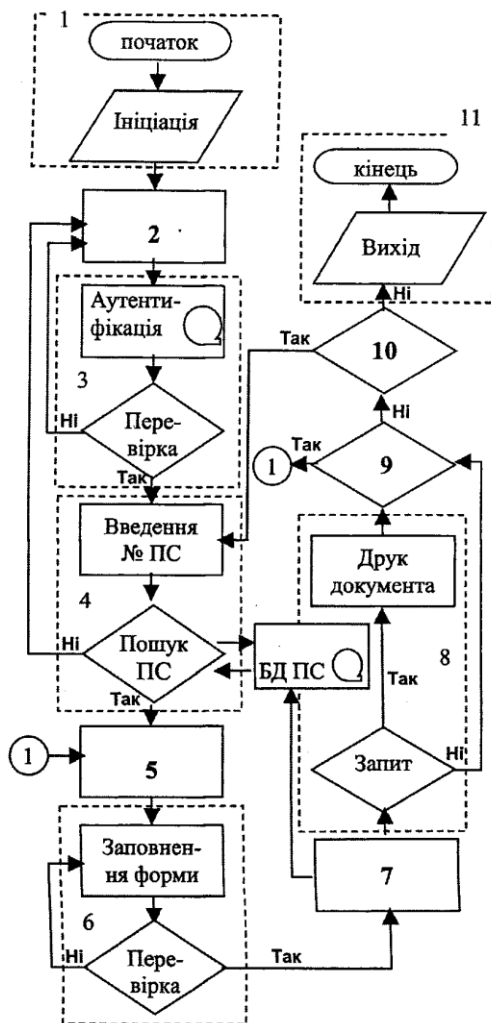 1
початок
Ініціація
2
Аутенти-
фікація
3
Ні
Пере-
вірка
Так
Введення
№ ПС
4
Ні
Пошук
ПС
Так
БД ПС
1
5
Заповнен-
ня форми
6
Ні
Пере-
вірка
Так
7
Запит
Ні
Так
8
Друк
документа
9
Так
1
Ні
10
Так
Ні
Вихід
кінець
11